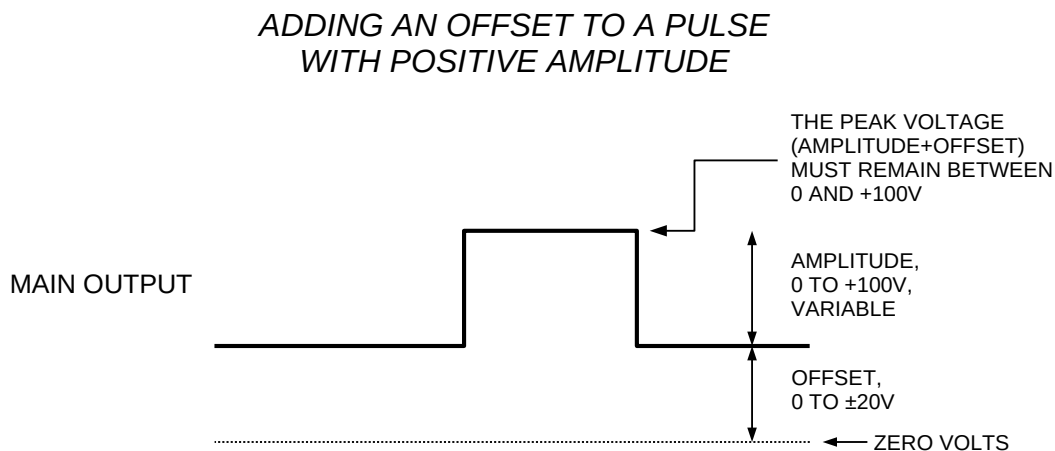 ADDING AN OFFSET TO A PULSE
WITH POSITIVE AMPLITUDE
THE PEAK VOLTAGE
(AMPLITUDE+OFFSET)
MUST REMAIN BETWEEN
0 AND +100V
MAIN OUTPUT
AMPLITUDE,
0 TO +100V,
VARIABLE
OFFSET,
0 TO ±20V
ZERO VOLTS